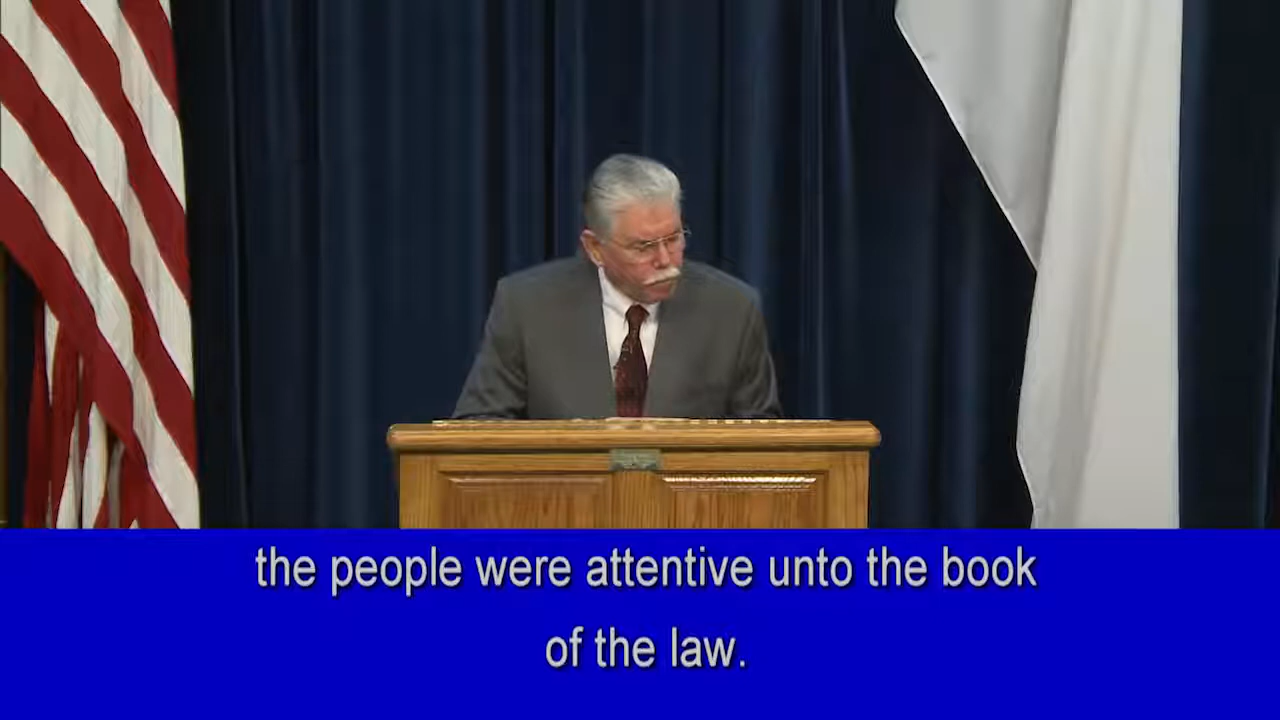 the people were attentive unto the book
of the law.